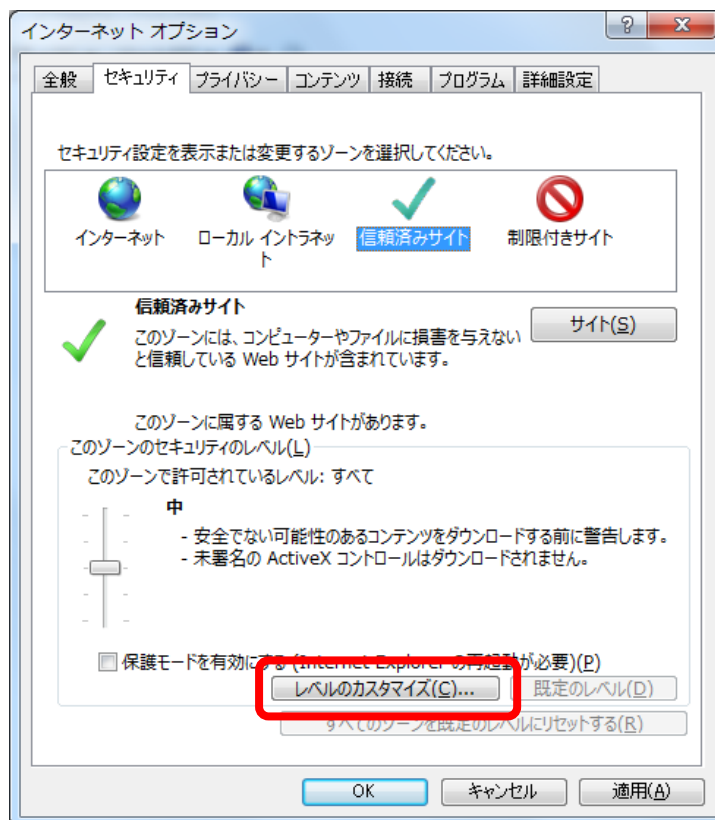 インターネット オプション
全般 セキュリティ プライバシー コンテンツ 接続 プログラム 詳細設定
セキュリティ設定を表示または変更するゾーンを選択してください。
インターネット
ローカル イントラネッ
ト
信頼済みサイト
制限付きサイト
信頼済みサイト
このゾーンには、コンピューターやファイルに損害を与えない
と信頼している Web サイトが含まれています。
サイト(S)
このゾーンに属する Web サイトがあります。
このゾーンのセキュリティのレベル(L)
このゾーンで許可されているレベル: すべて
中
- 安全でない可能性のあるコンテンツをダウンロードする前に警告します。
- 未署名の ActiveX コントロールはダウンロードされません。
保護モードを有効にする (Internet Explorer の再起動が必要)(P)
レベルのカスタマイズ(C)... 既定のレベル(D)
すべてのゾーンを既定のレベルにリセットする(R)
OK キャンセル 適用(A)